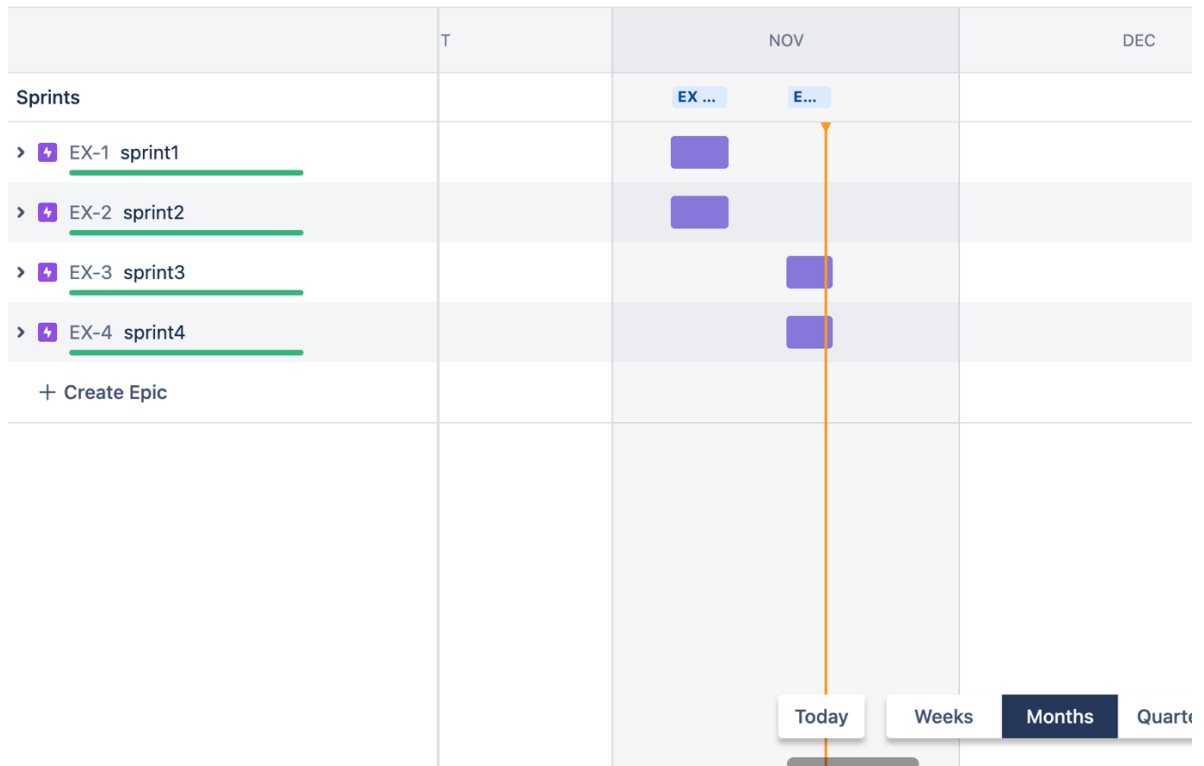 T NOV DEC
Sprints EX ... E...
EX-1 sprint1
EX-2 sprint2
EX-3 sprint3
EX-4 sprint4
+ Create Epic
Today Weeks Months Quarte